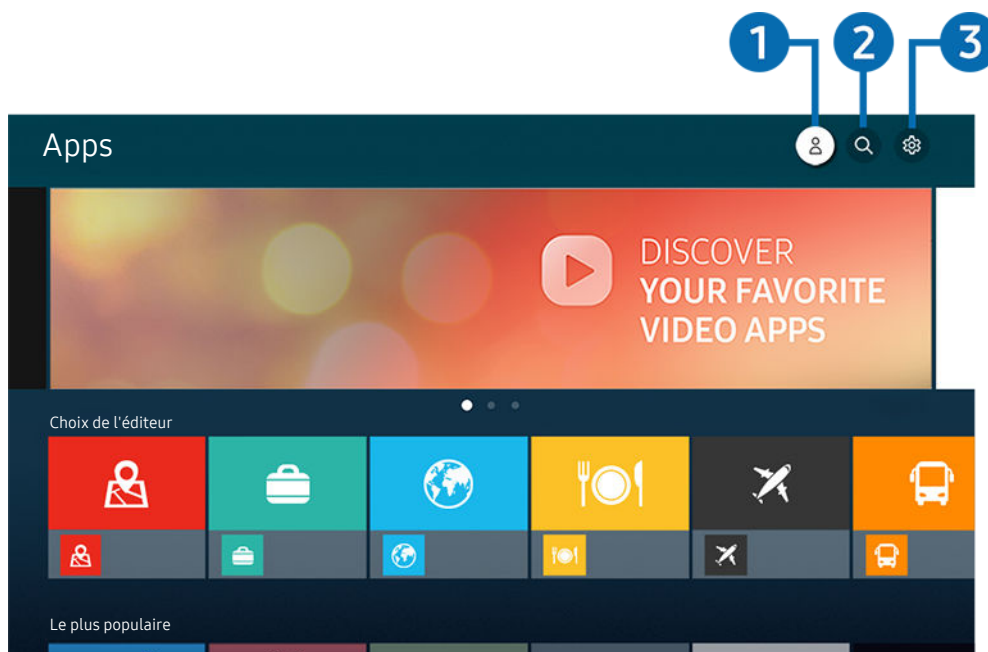 1 2 3
Apps
DISCOVER
YOUR FAVORITE
VIDEO APPS
Choix de l'éditeur
Le plus populaire